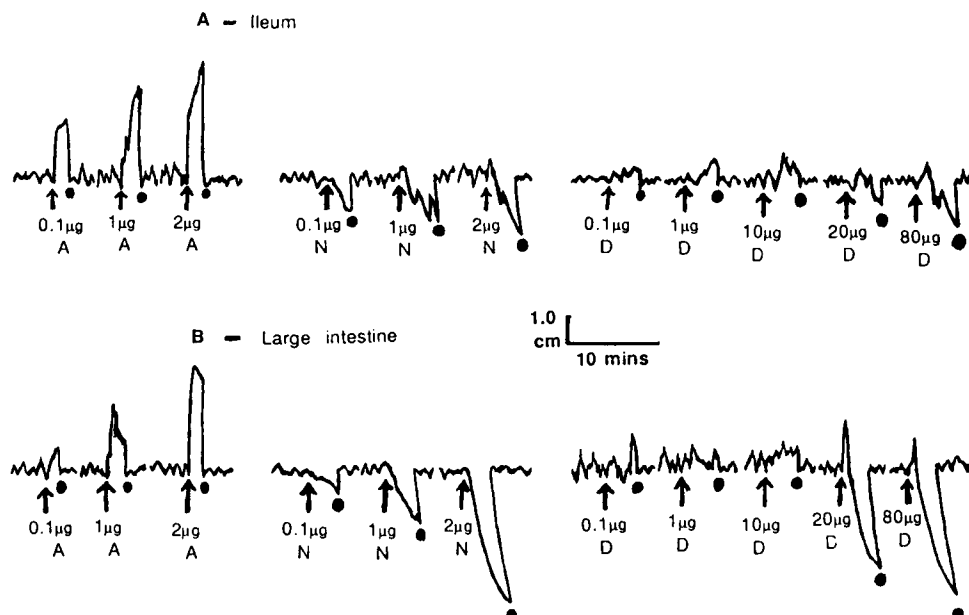 A – Ileum
0.1µg 1µg 2µg 0.1µg 1µg 2µg 0.1µg 1µg 10µg 20µg 80µg
A A A N N N D D D D D
B – Large intestine
1.0
cm
10 mins
0.1µg 1µg 2µg 0.1µg 1µg 2µg 0.1µg 1µg 10µg 20µg 80µg
A A A N N N D D D D D